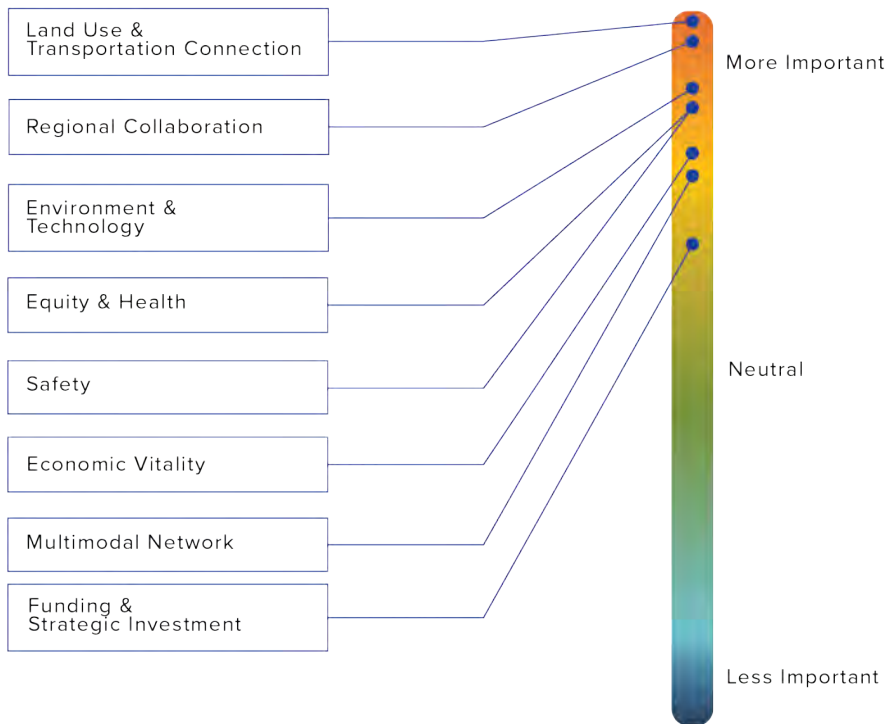 Land Use &
Transportation Connection
More Important
Regional Collaboration
Environment &
Technology
Equity & Health
Neutral
Safety
Economic Vitality
Multimodal Network
Funding &
Strategic Investment
Less Important